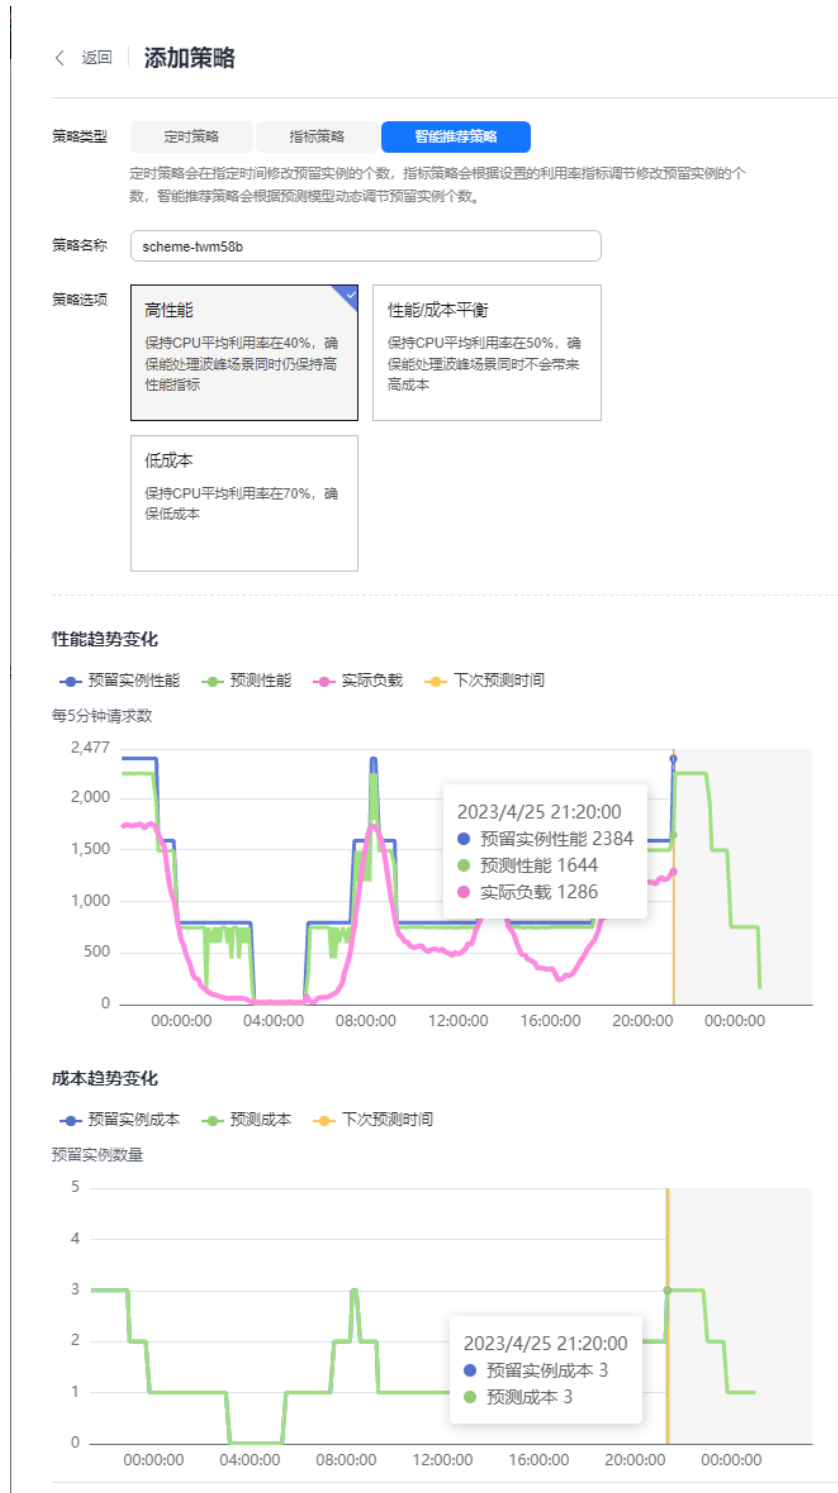 返回 添加策略
策略类型 定时策略 指标策略 智能推荐策略
定时策略会在指定时间修改预留实例的个数，指标策略会根据设置的利用率指标调节修改预留实例的个
数，智能推荐策略会根据预测模型动态调节预留实例个数。
策略名称 scheme-twm58b
策略选项
高性能
保持CPU平均利用率在40%，确
保能处理波峰场景同时仍保持高
性能指标
性能/成本平衡
保持CPU平均利用率在50%，确
保能处理波峰场景同时不会带来
高成本
低成本
保持CPU平均利用率在70%，确
保低成本
性能趋势变化
预留实例性能 预测性能 实际负载 下次预测时间
每5分钟请求数
2,477
2,000
1,500
1,000
500
0
2023/4/25 21:20:00
预留实例性能 2384
预测性能 1644
实际负载 1286
00:00:00 04:00:00 08:00:00 12:00:00 16:00:00 20:00:00 00:00:00
成本趋势变化
预留实例成本 预测成本 下次预测时间
预留实例数量
5
4
3
2
1
0
2023/4/25 21:20:00
预留实例成本 3
预测成本 3
00:00:00 04:00:00 08:00:00 12:00:00 16:00:00 20:00:00 00:00:00